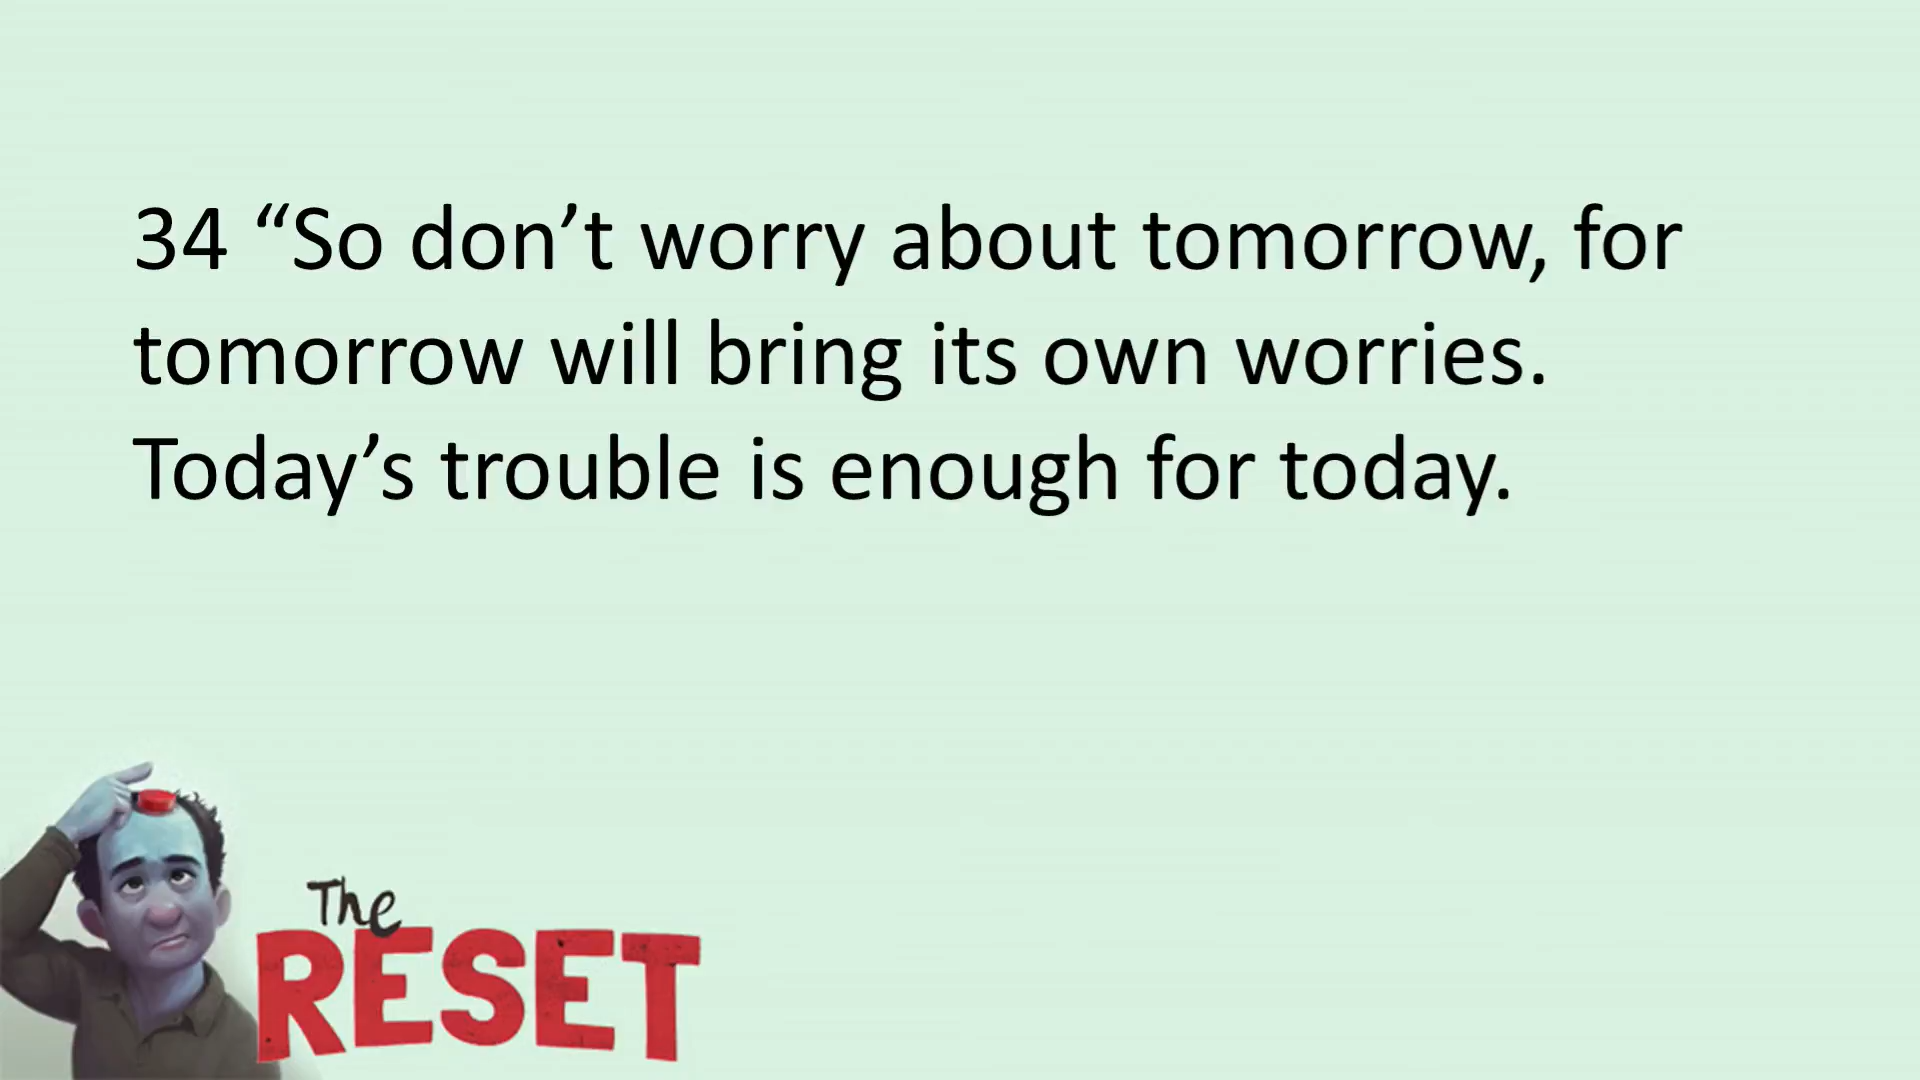 34 “So don’t worry about tomorrow, for
tomorrow will bring its own worries.
Today’s trouble is enough for today.
The
RESET